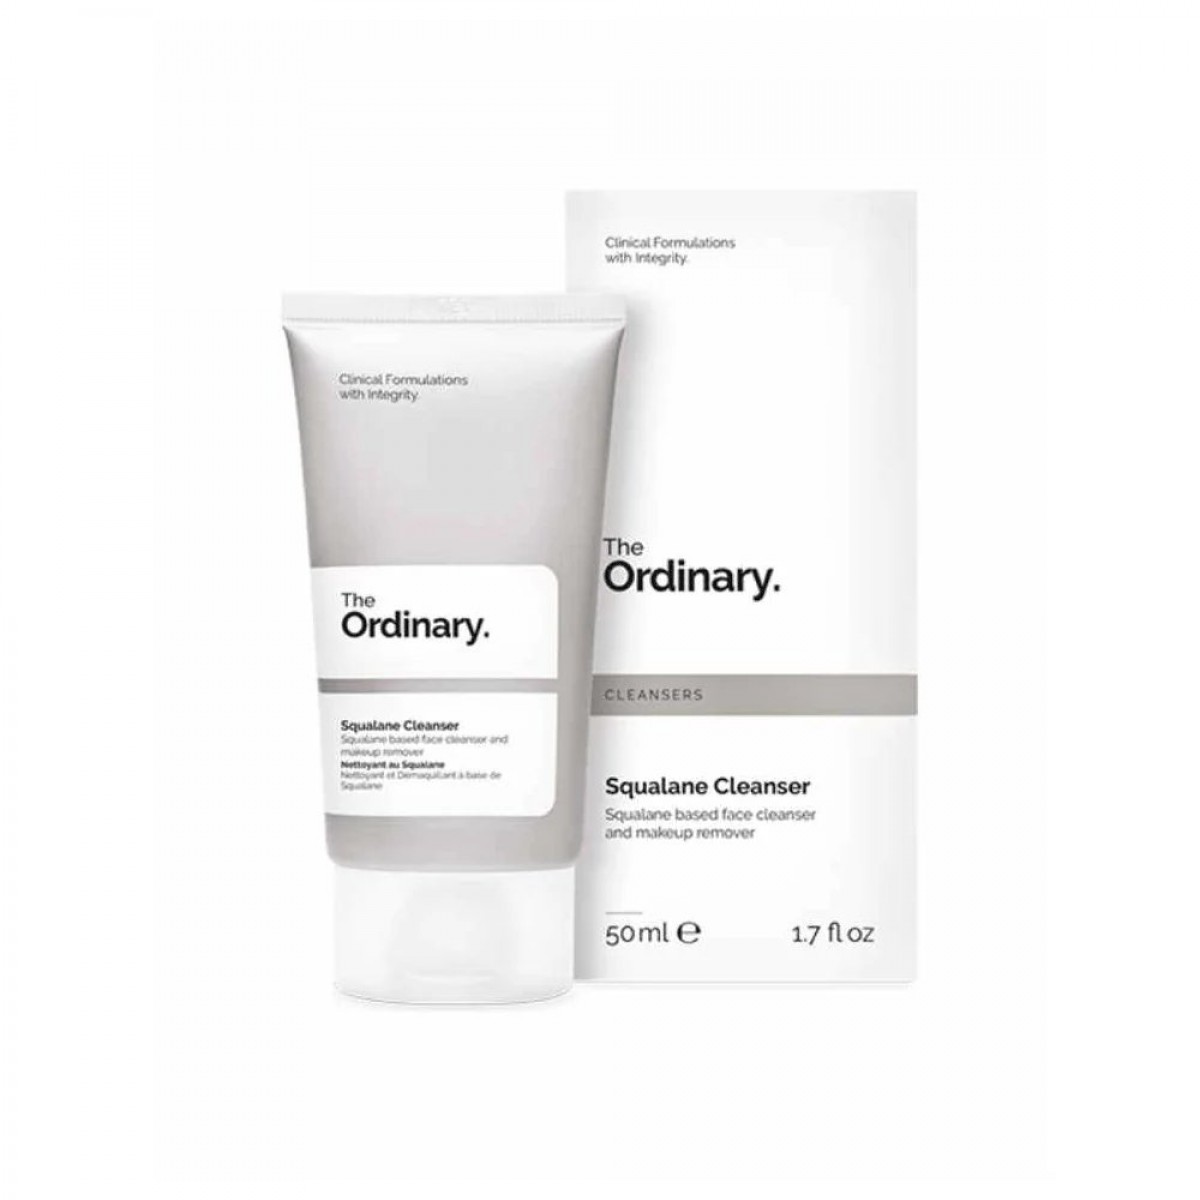 Clinical Formulations
with Integrity.
The
Ordinary.
Squalane Cleanser
Squalane based face cleanser and
makeup remover
Nettoyant au Squalane
Nettoyant et Démaquillant à base de
Squalane
Clinical Formulations
with Integrity.
The
Ordinary.
CLEANSERS
Squalane Cleanser
Squalane based face cleanser
and makeup remover
50 ml ℮
1.7 fl oz